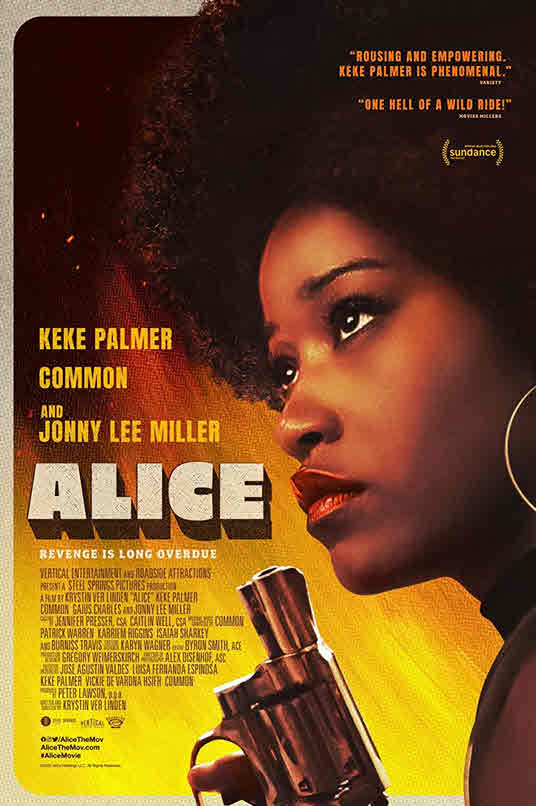 “ROUSING AND EMPOWERING.
KEKE PALMER IS PHENOMENAL.”
VARIETY
“ONE HELL OF A WILD RIDE!”
MOVIES MILLERS
sundance
KEKE PALMER
COMMON
AND
JONNY LEE MILLER
ALICE
REVENGE IS LONG OVERDUE
VERTICAL ENTERTAINMENT AND ROADSIDE ATTRACTIONS
PRESENT A STEEL SPRINGS PICTURES PRODUCTION
A FILM BY KRYSTIN VER LINDEN “ALICE” KEKE PALMER
COMMON GAIUS CHARLES AND JONNY LEE MILLER
JENNIFER PRESSER, CSA CAITLIN WELL, CSA COMMON
PATRICK WARREN KARRIEM RIGGINS ISAIAH SHARKEY
AND BURNISS TRAVIS KARYN WAGNER BYRON SMITH, ACE
GREGORY WEIMERSKIRCH ALEX DISENHOF, ASC
JOSE AGUSTIN VALDES LUISA FERNANDA ESPINOSA
KEKE PALMER VICKIE DE VARONA HSIEH COMMON
PETER LAWSON, p.g.a.
KRYSTIN VER LINDEN
VERTICAL
/AliceTheMov
AliceTheMov.com
#AliceMovie
All Rights Reserved.